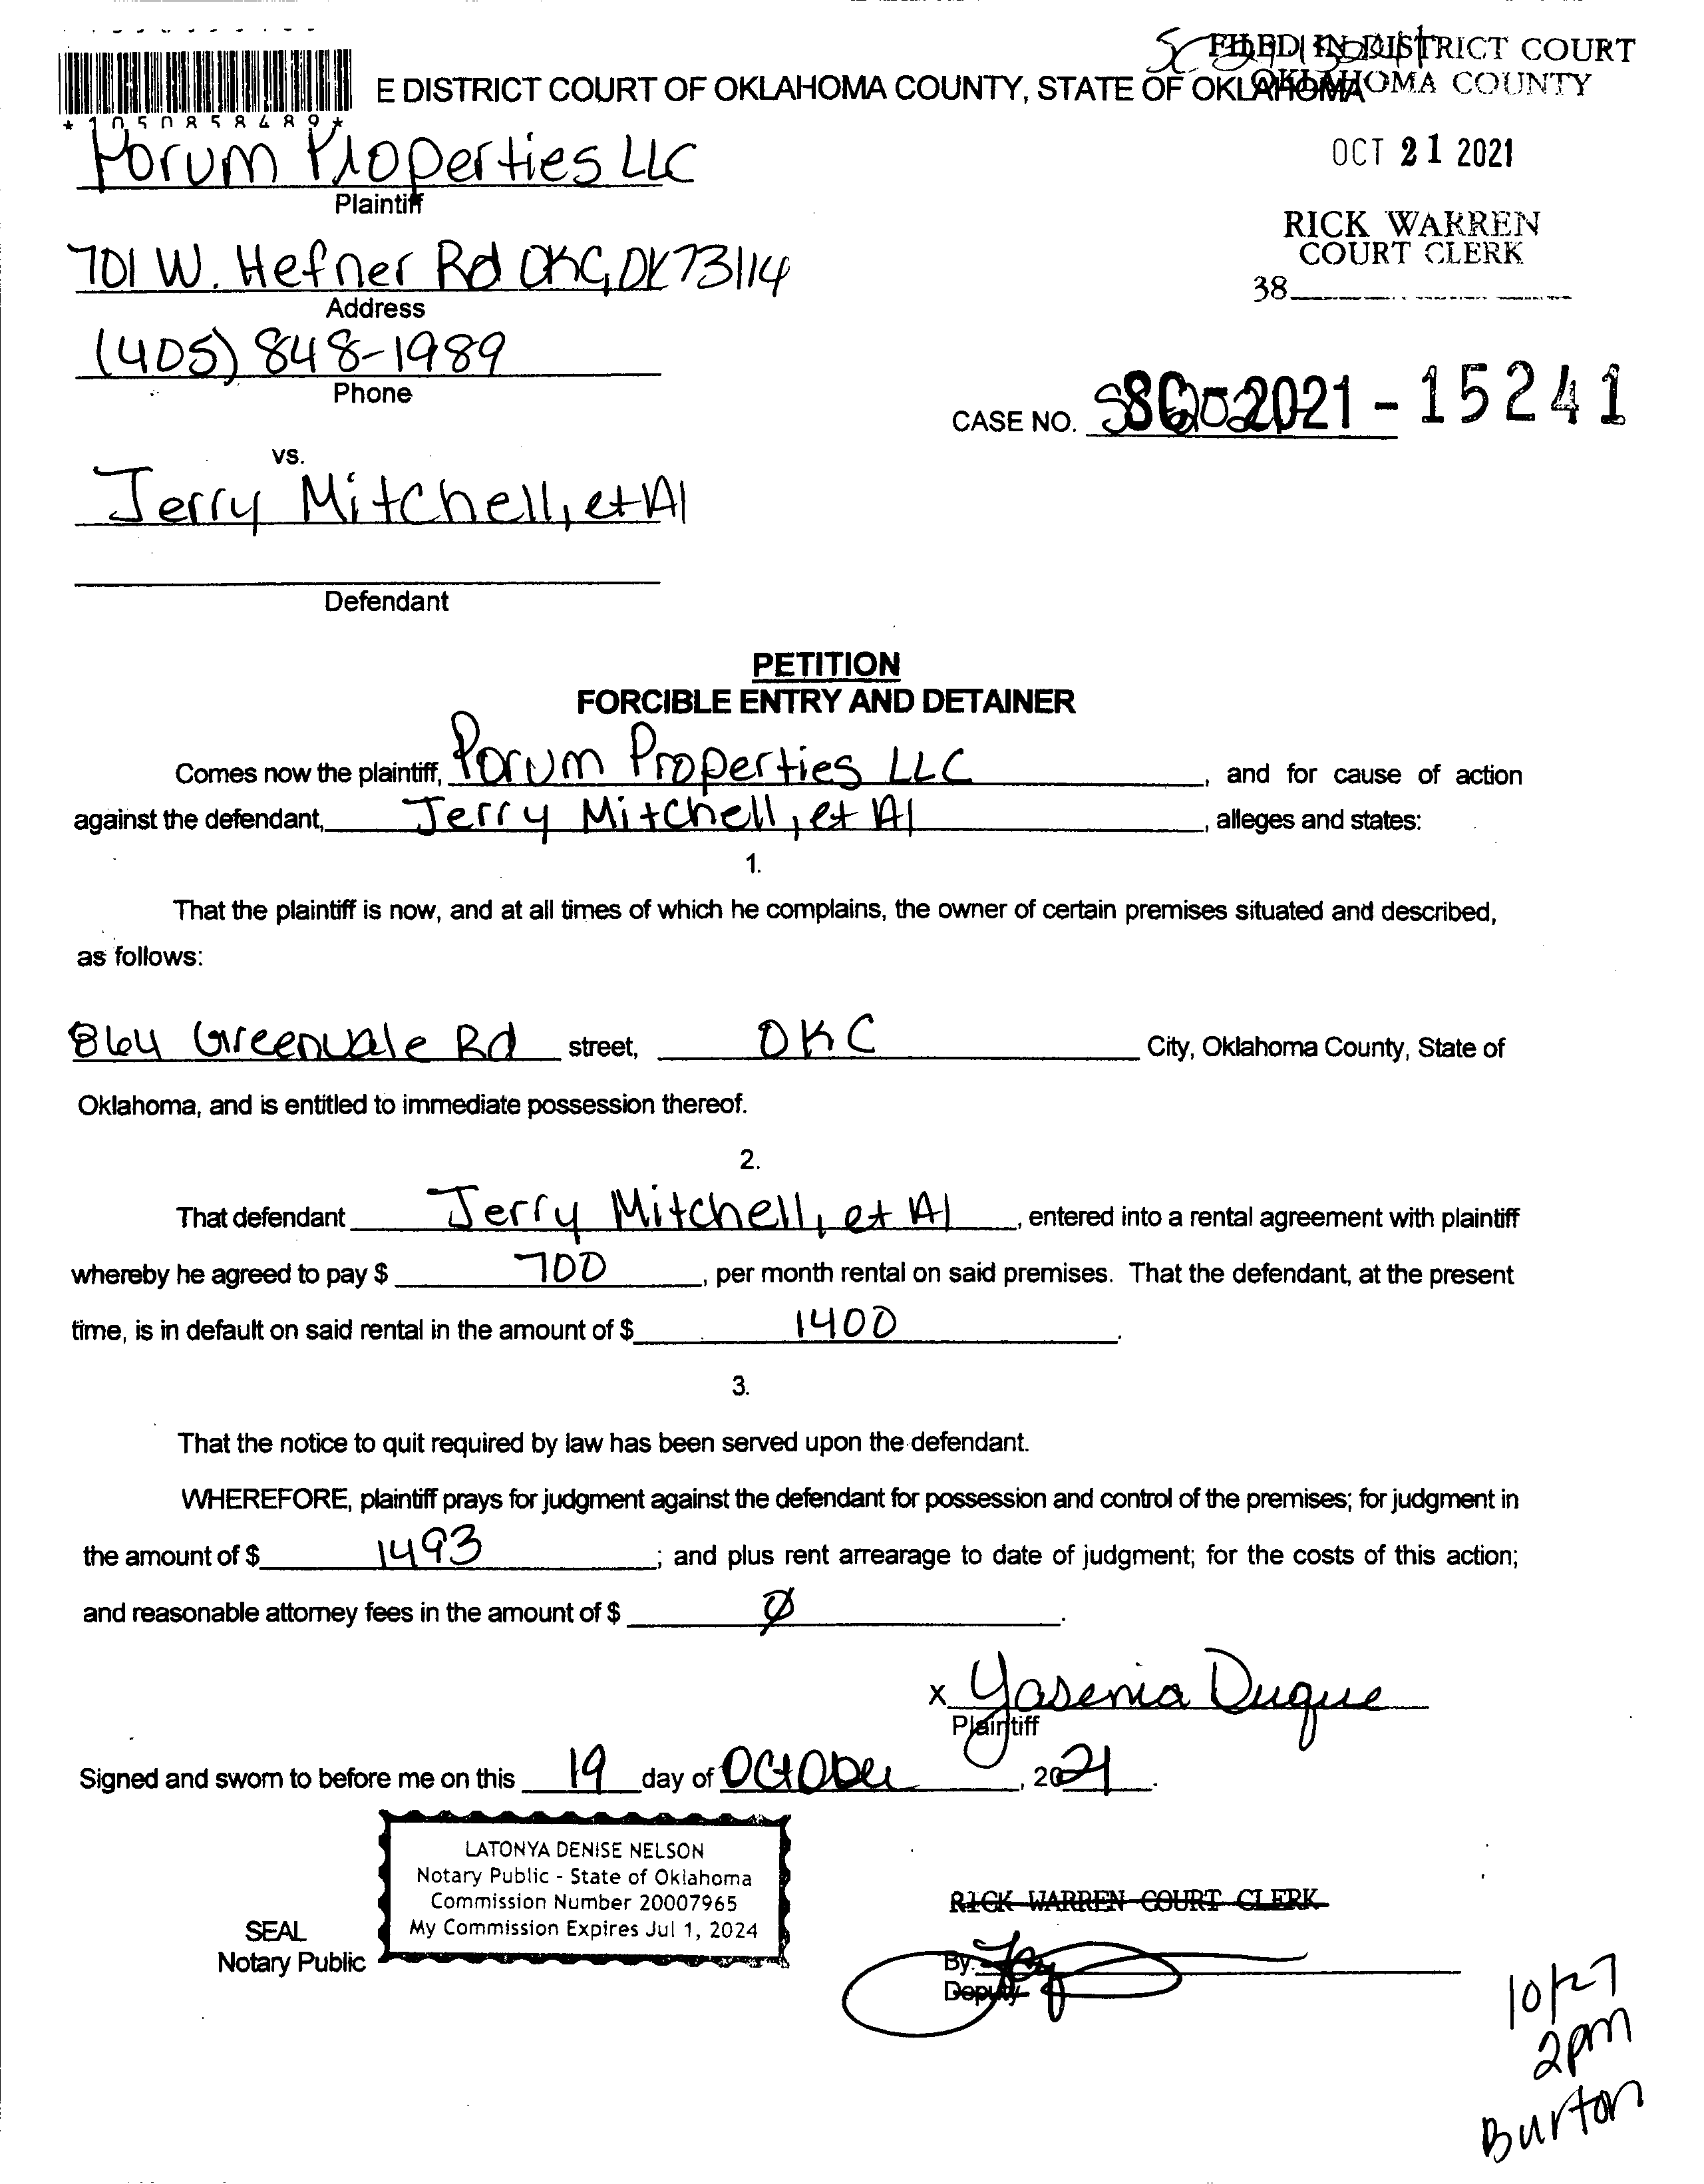 FILED IN DISTRICT COURT
E DISTRICT COURT OF OKLAHOMA COUNTY, STATE OF OKLAHOMA
OKLAHOMA COUNTY
*1050858489*
Porum Properties LLC
Plaintiff
OCT 21 2021
701 W. Hefner Rd OKC, OK 73114
Address
RICK WARREN
COURT CLERK
38
(405) 848-1989
Phone
CASE NO. SC-2021-15241
vs.
Jerry Mitchell, et Al
Defendant
PETITION
FORCIBLE ENTRY AND DETAINER
Comes now the plaintiff, Porum Properties LLC, and for cause of action
against the defendant, Jerry Mitchell, et Al, alleges and states:
1.
That the plaintiff is now, and at all times of which he complains, the owner of certain premises situated and described,
as follows:
864 Greenvale Rd street, OKC City, Oklahoma County, State of
Oklahoma, and is entitled to immediate possession thereof.
2.
That defendant Jerry Mitchell, et Al, entered into a rental agreement with plaintiff
whereby he agreed to pay $ 700, per month rental on said premises. That the defendant, at the present
time, is in default on said rental in the amount of $ 1400.
3.
That the notice to quit required by law has been served upon the defendant.
WHEREFORE, plaintiff prays for judgment against the defendant for possession and control of the premises; for judgment in
the amount of $ 1493; and plus rent arrearage to date of judgment; for the costs of this action;
and reasonable attorney fees in the amount of $ Ø.
x Yasenia Duque
Plaintiff
Signed and sworn to before me on this 19 day of October, 2021.
LATONYA DENISE NELSON
Notary Public - State of Oklahoma
Commission Number 20007965
My Commission Expires Jul 1, 2024
SEAL
Notary Public
RICK WARREN COURT CLERK
By
Deputy
10/27
2pm
Burton